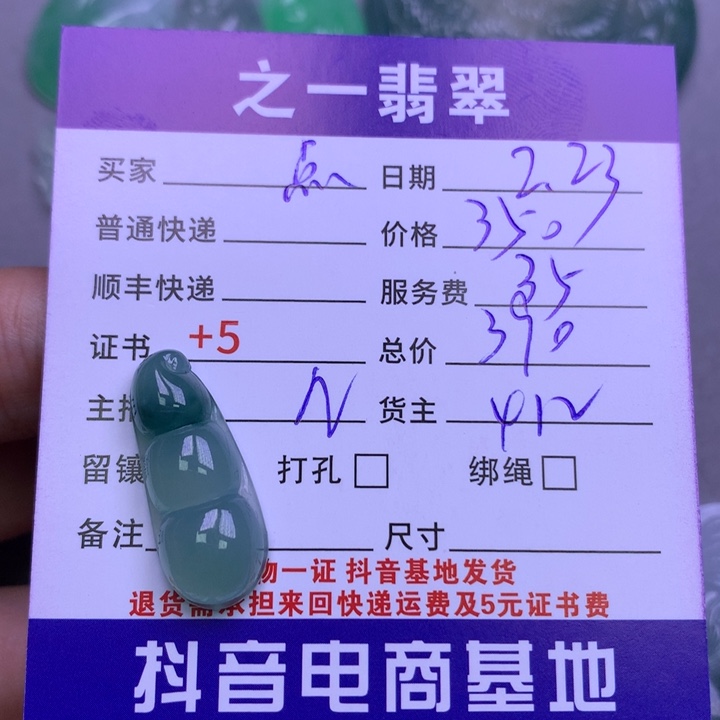 之一翡翠
买家 日期 2.23
普通快递 价格 350
顺丰快递 服务费 35
证书 +5 总价 390
主播 N 货主 412
留镶 打孔 绑绳
备注 尺寸
物一证 抖音基地发货
退货需承担来回快递运费及5元证书费
抖音电商基地